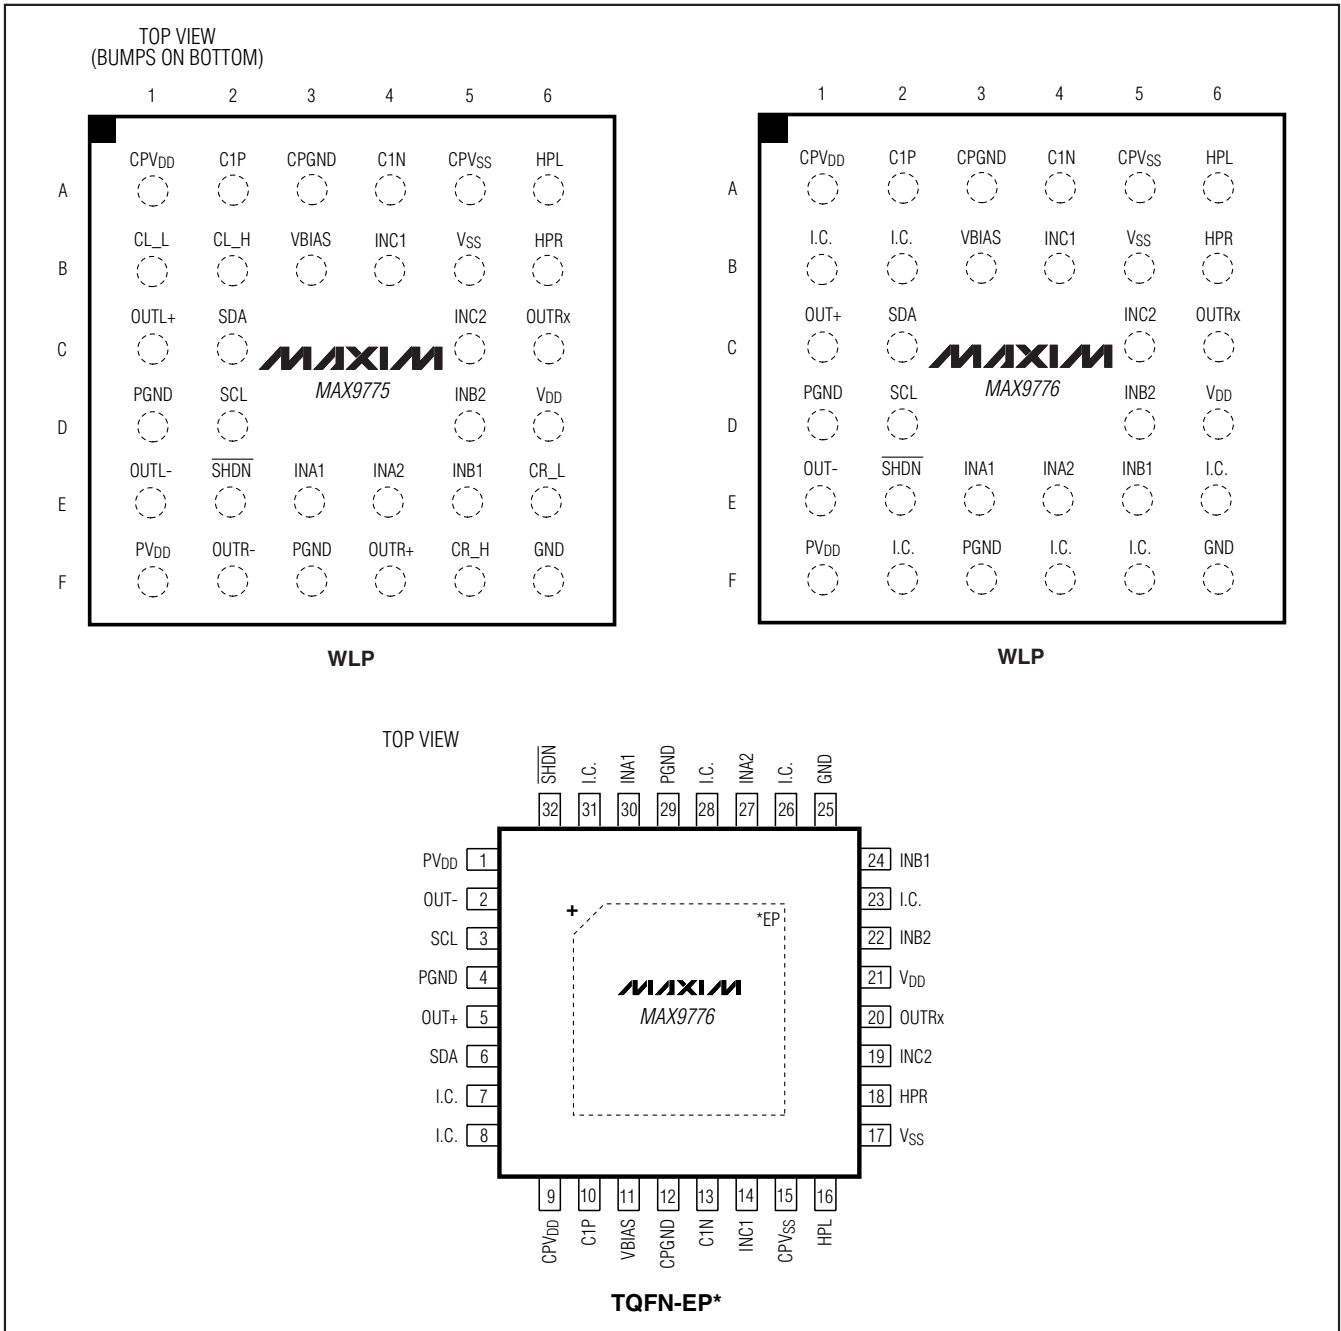 TOP VIEW
(BUMPS ON BOTTOM)
1 2 3 4 5 6
A
CPVDD C1P CPGND C1N CPVSS HPL
B
CL_L CL_H VBIAS INC1 VSS HPR
C
OUTL+ SDA INC2 OUTRx
MAXIM
MAX9775
D
PGND SCL INB2 VDD
E
OUTL- SHDN INA1 INA2 INB1 CR_L
F
PVDD OUTR- PGND OUTR+ CR_H GND
WLP
1 2 3 4 5 6
A
CPVDD C1P CPGND C1N CPVSS HPL
B
I.C. I.C. VBIAS INC1 VSS HPR
C
OUT+ SDA INC2 OUTRx
MAXIM
MAX9776
D
PGND SCL INB2 VDD
E
OUT- SHDN INA1 INA2 INB1 I.C.
F
PVDD I.C. PGND I.C. I.C. GND
WLP
TOP VIEW
SHDN I.C. INA1 PGND I.C. INA2 I.C. GND
32 31 30 29 28 27 26 25
PVDD 1
OUT- 2
SCL 3
PGND 4
OUT+ 5
SDA 6
I.C. 7
I.C. 8
+
*EP
MAXIM
MAX9776
24 INB1
23 I.C.
22 INB2
21 VDD
20 OUTRx
19 INC2
18 HPR
17 VSS
9 10 11 12 13 14 15 16
CPVDD C1P VBIAS CPGND C1N INC1 CPVSS HPL
TQFN-EP*